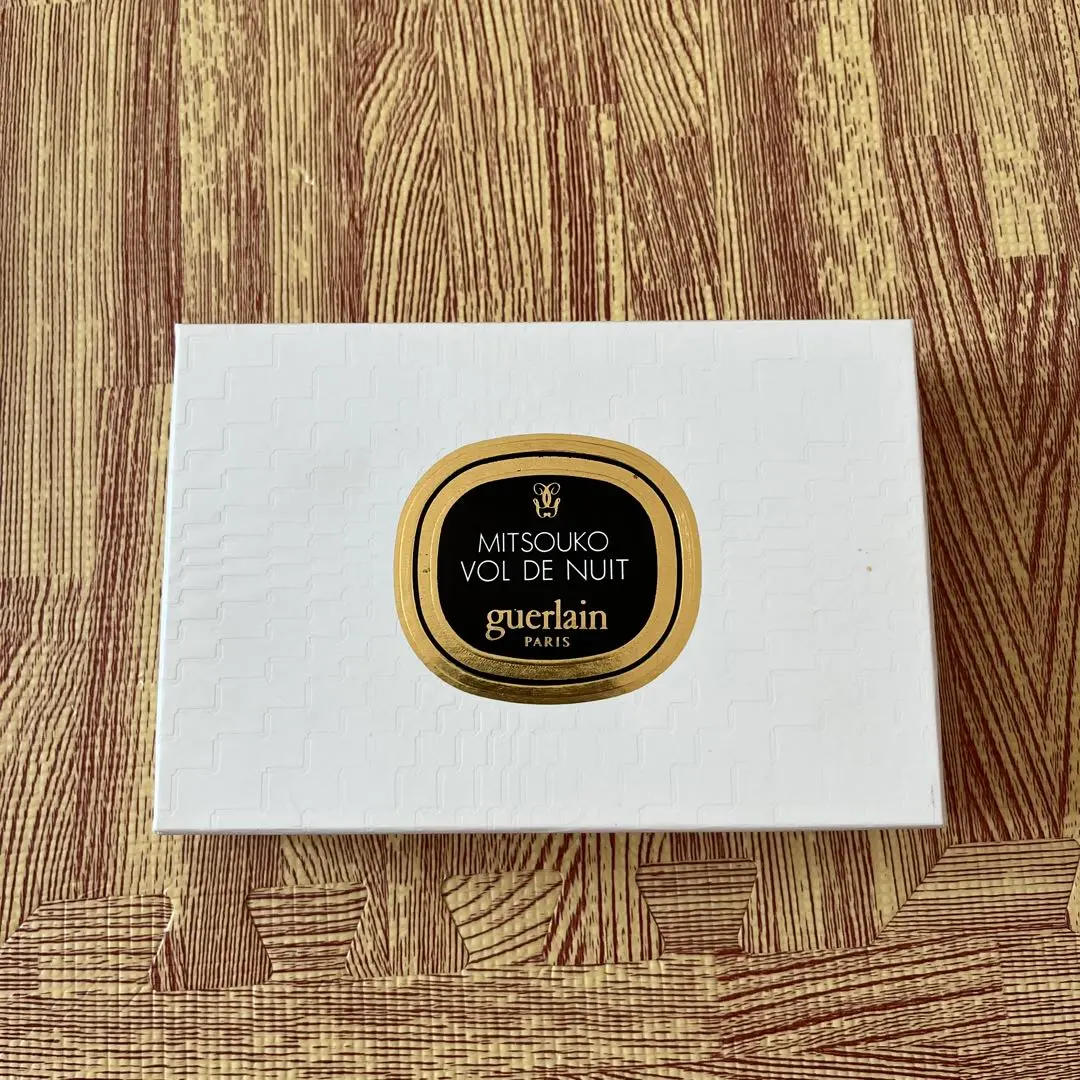 MITSOUKO
VOL DE NUIT
guerlain
PARIS